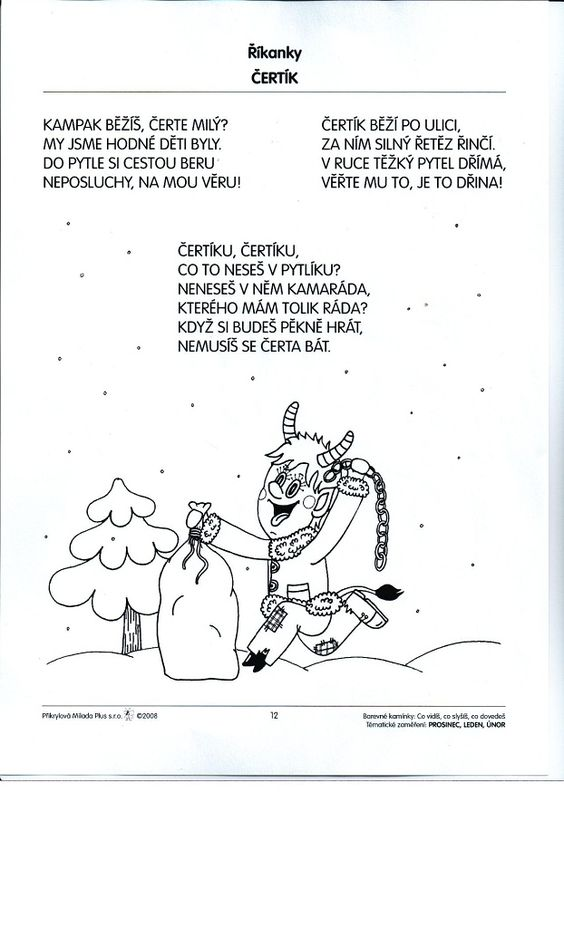 Říkanky
ČERTÍK
KAMPAK BĚŽÍŠ, ČERTE MILÝ?
MY JSME HODNÉ DĚTI BYLY.
DO PYTLE SI CESTOU BERU
NEPOSLUCHY, NA MOU VĚRU!
ČERTÍK BĚŽÍ PO ULICI,
ZA NÍM SILNÝ ŘETĚZ ŘINČÍ.
V RUCE TĚŽKÝ PYTEL DŘÍMÁ,
VĚŘTE MU TO, JE TO DŘINA!
ČERTÍKU, ČERTÍKU,
CO TO NESEŠ V PYTLÍKU?
NENESEŠ V NĚM KAMARÁDA,
KTERÉHO MÁM TOLIK RÁDA?
KDYŽ SI BUDEŠ PĚKNĚ HRÁT,
NEMUSÍŠ SE ČERTA BÁT.
Přikrylová Milada Plus s.r.o. ©2008
12
Barevné kamínky: Co vidíš, co slyšíš, co dovedeš
Tématické zaměření: PROSINEC, LEDEN, ÚNOR